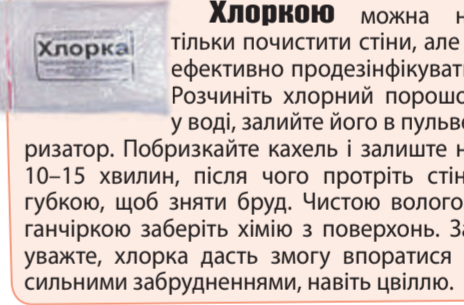 Хлорка
Хлоркою можна н
тільки почистити стіни, але
ефективно продезінфікувати
Розчиніть хлорний порошо
у воді, залийте його в пульве
ризатор. Побризкайте кахель і залиште н
10–15 хвилин, після чого протріть стін
губкою, щоб зняти бруд. Чистою волого
ганчіркою заберіть хімію з поверхонь. За
уважте, хлорка дасть змогу впоратися
сильними забрудненнями, навіть цвіллю.